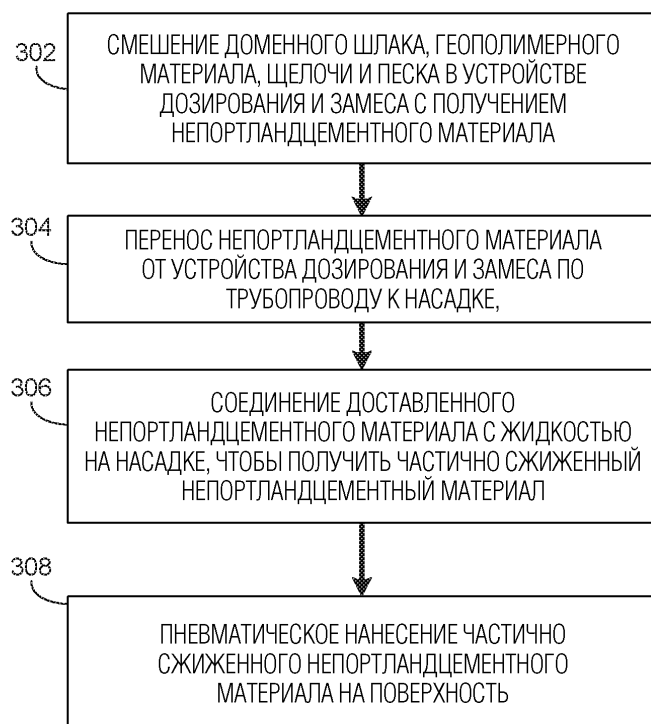 302
СМЕШЕНИЕ ДОМЕННОГО ШЛАКА, ГЕОПОЛИМЕРНОГО
МАТЕРИАЛА, ЩЕЛОЧИ И ПЕСКА В УСТРОЙСТВЕ
ДОЗИРОВАНИЯ И ЗАМЕСА С ПОЛУЧЕНИЕМ
НЕПОРТЛАНДЦЕМЕНТНОГО МАТЕРИАЛА
304
ПЕРЕНОС НЕПОРТЛАНДЦЕМЕНТНОГО МАТЕРИАЛА
ОТ УСТРОЙСТВА ДОЗИРОВАНИЯ И ЗАМЕСА ПО
ТРУБОПРОВОДУ К НАСАДКЕ,
306
СОЕДИНЕНИЕ ДОСТАВЛЕННОГО
НЕПОРТЛАНДЦЕМЕНТНОГО МАТЕРИАЛА С ЖИДКОСТЬЮ
НА НАСАДКЕ, ЧТОБЫ ПОЛУЧИТЬ ЧАСТИЧНО СЖИЖЕННЫЙ
НЕПОРТЛАНДЦЕМЕНТНЫЙ МАТЕРИАЛ
308
ПНЕВМАТИЧЕСКОЕ НАНЕСЕНИЕ ЧАСТИЧНО
СЖИЖЕННОГО НЕПОРТЛАНДЦЕМЕНТНОГО
МАТЕРИАЛА НА ПОВЕРХНОСТЬ